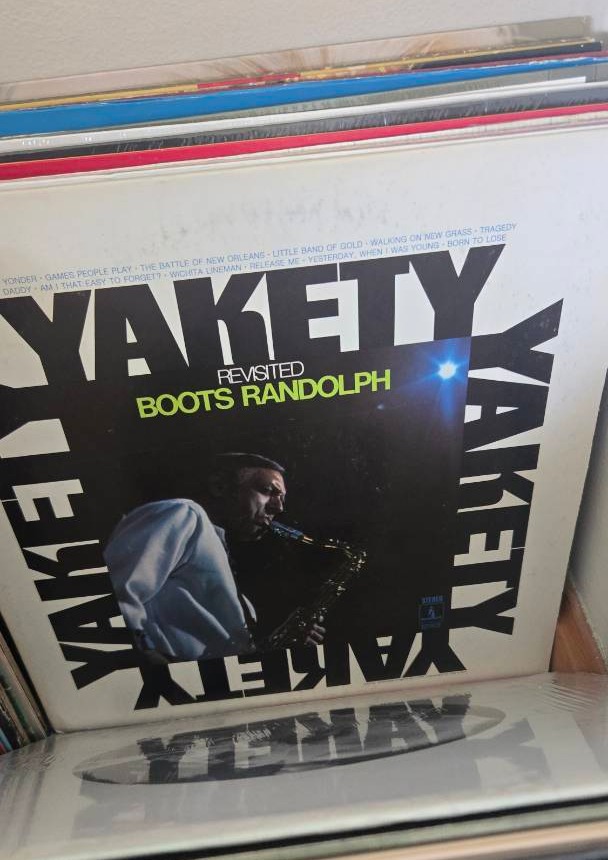 YONDER • GAMES PEOPLE PLAY • THE BATTLE OF NEW ORLEANS • LITTLE BAND OF GOLD • WALKING ON NEW GRASS • TRAGEDY
DADDY • AM I THAT EASY TO FORGET? • WICHITA LINEMAN • RELEASE ME • YESTERDAY, WHEN I WAS YOUNG • BORN TO LOSE
YAKETY
REVISITED
BOOTS RANDOLPH
YAKETY
YAKETY
STEREO
YAKETY
YAKETY